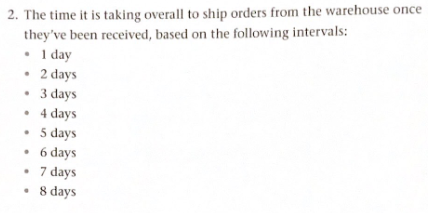 2. The time it is taking overall to ship orders from the warehouse once
they've been received, based on the following intervals:
• 1 day
• 2 days
• 3 days
• 4 days
• 5 days
• 6 days
• 7 days
• 8 days